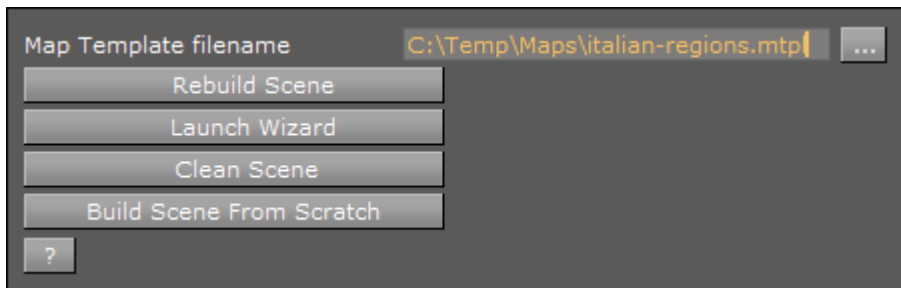 Map Template filename C:\Temp\Maps\italian-regions.mtpl ...
Rebuild Scene
Launch Wizard
Clean Scene
Build Scene From Scratch
?